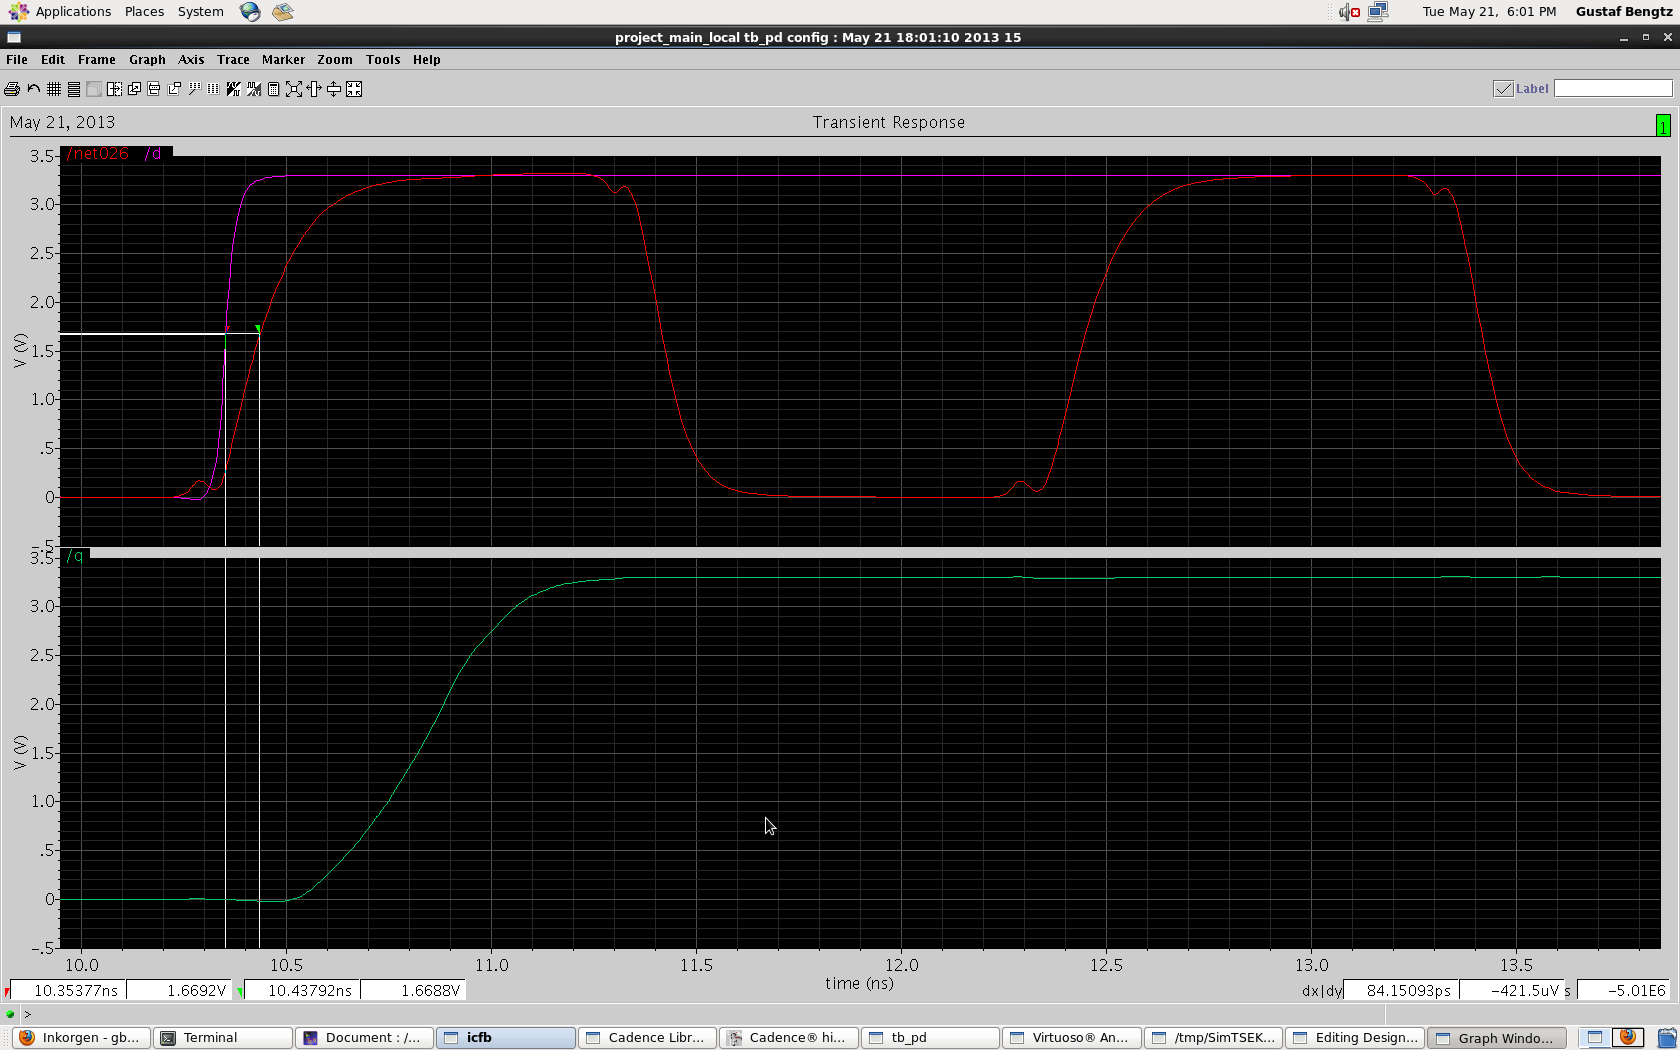 Applications Places System Tue May 21, 6:01 PM Gustaf Bengtz
project_main_local tb_pd config : May 21 18:01:10 2013 15
File Edit Frame Graph Axis Trace Marker Zoom Tools Help
Label
May 21, 2013 Transient Response 1
/net026 /d
3.5
3.0
2.5
2.0
1.5
1.0
.5
0
-.5
V (V)
/q
3.5
3.0
2.5
2.0
1.5
1.0
.5
0
-.5
V (V)
10.0 10.5 11.0 11.5 12.0 12.5 13.0 13.5
time (ns)
10.35377ns 1.6692V 10.43792ns 1.6688V dx|dy 84.15093ps -421.5uV s -5.01E6
>
Inkorgen - gb... Terminal Document : /... icfb Cadence Libr... Cadence® hi... tb_pd Virtuoso® An... /tmp/SimTSEK... Editing Design... Graph Windo...